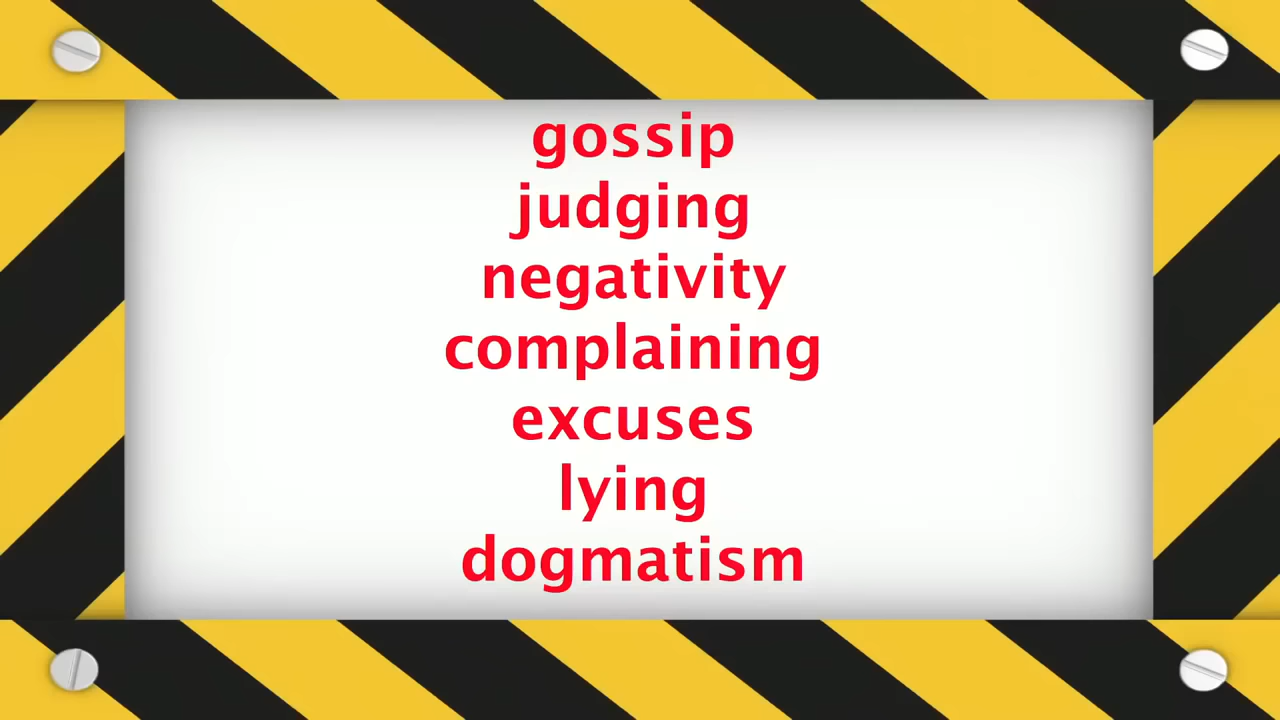 gossip
judging
negativity
complaining
excuses
lying
dogmatism